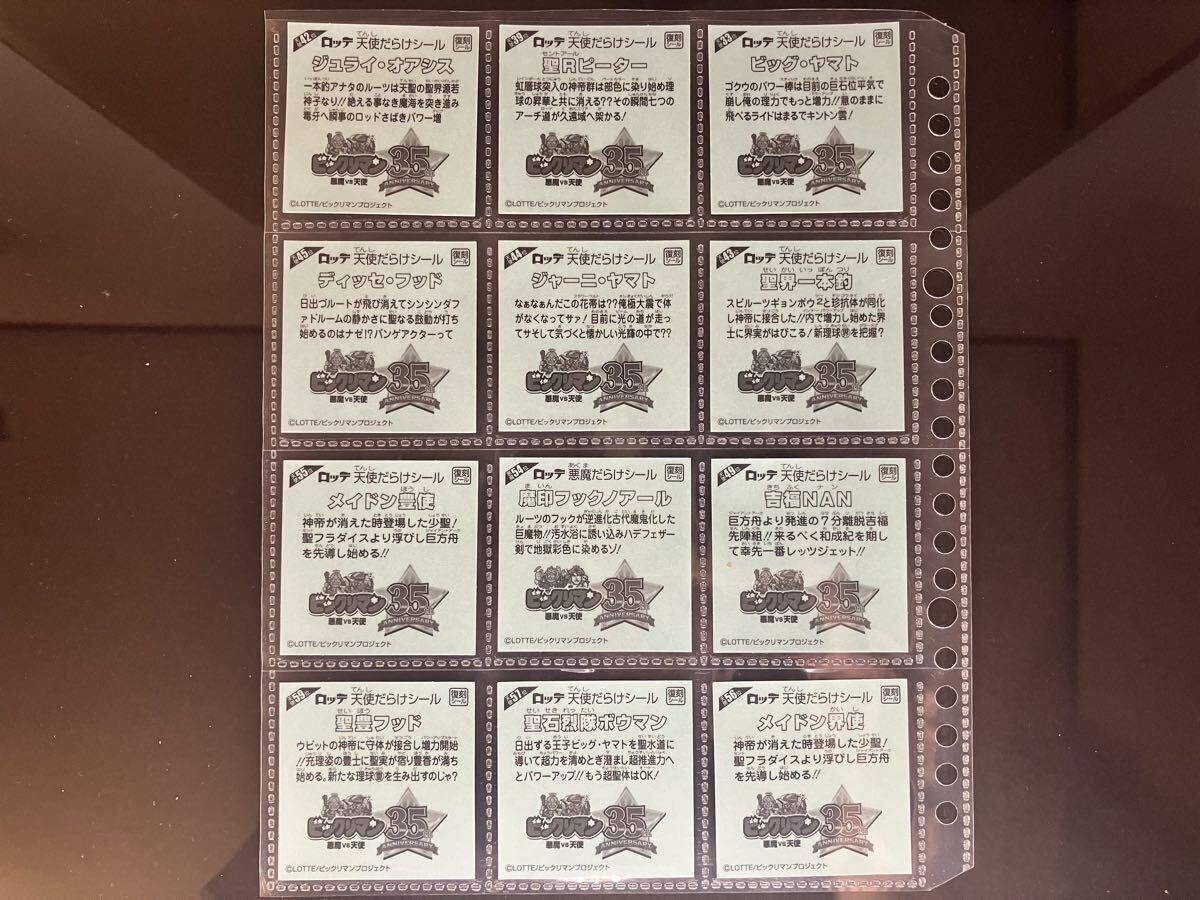 42 ロッテ 天使だらけシール 復刻シール
ジュライ・オアシス
一本釣アナタのルーツは天聖の聖界源若
神子なり!!絶える事なき魔海を突き進み
毒牙へ瞬事のロッドさばきパワー増
ビックリマン 35th
悪魔VS天使 ANNIVERSARY
©LOTTE/ビックリマンプロジェクト
39 ロッテ 天使だらけシール 復刻シール
聖Rピーター
虹層球突入の神帝群は部色に染り始め理
球の昇華と共に消える??その瞬間七つの
アーチ道が久遠域へ架かる!
ビックリマン 35th
悪魔VS天使 ANNIVERSARY
©LOTTE/ビックリマンプロジェクト
33 ロッテ 天使だらけシール 復刻シール
ビッグ・ヤマト
ゴクウのパワー棒は目前の巨石位平気で
崩し俺の理力でもっと増力!!意のままに
飛べるライドはまるでキントン雲!
ビックリマン 35th
悪魔VS天使 ANNIVERSARY
©LOTTE/ビックリマンプロジェクト
45 ロッテ 天使だらけシール 復刻シール
ディッセ・フッド
日出づルートが飛び消えてシンシンダフ
ァドルームの静かさに聖なる鼓動が打ち
始めるのはナゼ!?パンゲアクターって
ビックリマン 35th
悪魔VS天使 ANNIVERSARY
©LOTTE/ビックリマンプロジェクト
44 ロッテ 天使だらけシール 復刻シール
ジャーニ・ヤマト
なぁなぁんだこの花帯は??俺極大震で体
がなくなってサァ!目前に光の道が走っ
てサそして気づくと懐かしい光輝の中で??
ビックリマン 35th
悪魔VS天使 ANNIVERSARY
©LOTTE/ビックリマンプロジェクト
43 ロッテ 天使だらけシール 復刻シール
聖界一本釣
スピルーツギョンボウ2と珍抗体が同化
し神帝に接合した!!内で増力し始めた界
士に界実がはびこる!新理球界を把握?
ビックリマン 35th
悪魔VS天使 ANNIVERSARY
©LOTTE/ビックリマンプロジェクト
55 ロッテ 天使だらけシール 復刻シール
メイドン豊使
神帝が消えた時登場した少聖!
聖フラダイスより浮びし巨方舟
を先導し始める!!
ビックリマン 35th
悪魔VS天使 ANNIVERSARY
©LOTTE/ビックリマンプロジェクト
54 ロッテ 悪魔だらけシール 復刻シール
魔印フックノアール
ルーツのフックが逆進化古代魔鬼化した
巨魔物!!汚水浴に誘い込みハデフェザー
剣で地獄彩色に染めるゾ!
ビックリマン 35th
悪魔VS天使 ANNIVERSARY
©LOTTE/ビックリマンプロジェクト
49 ロッテ 天使だらけシール 復刻シール
吉福NAN
巨方舟より発進の7分離脱吉福
先陣組!!来るべく和成紀を期し
て幸先一番レッツジェット!!
ビックリマン 35th
悪魔VS天使 ANNIVERSARY
©LOTTE/ビックリマンプロジェクト
59 ロッテ 天使だらけシール 復刻シール
聖豊フッド
ウピットの神帝に守体が接合し増力開始
!!充理姿の豊士に聖実が宿り豊香が満ち
始める。新たな理球豊を生み出すのじゃ?
ビックリマン 35th
悪魔VS天使 ANNIVERSARY
©LOTTE/ビックリマンプロジェクト
57 ロッテ 天使だらけシール 復刻シール
聖石烈隊ボウマン
日出する王子ビッグ・ヤマトを聖水道に
導いて超力を清めとぎ澄まし超推進力へ
とパワーアップ!!もう超聖体はOK!
ビックリマン 35th
悪魔VS天使 ANNIVERSARY
©LOTTE/ビックリマンプロジェクト
56 ロッテ 天使だらけシール 復刻シール
メイドン界使
神帝が消えた時登場した少聖!
聖フラダイスより浮びし巨方舟
を先導し始める!!
ビックリマン 35th
悪魔VS天使 ANNIVERSARY
©LOTTE/ビックリマンプロジェクト